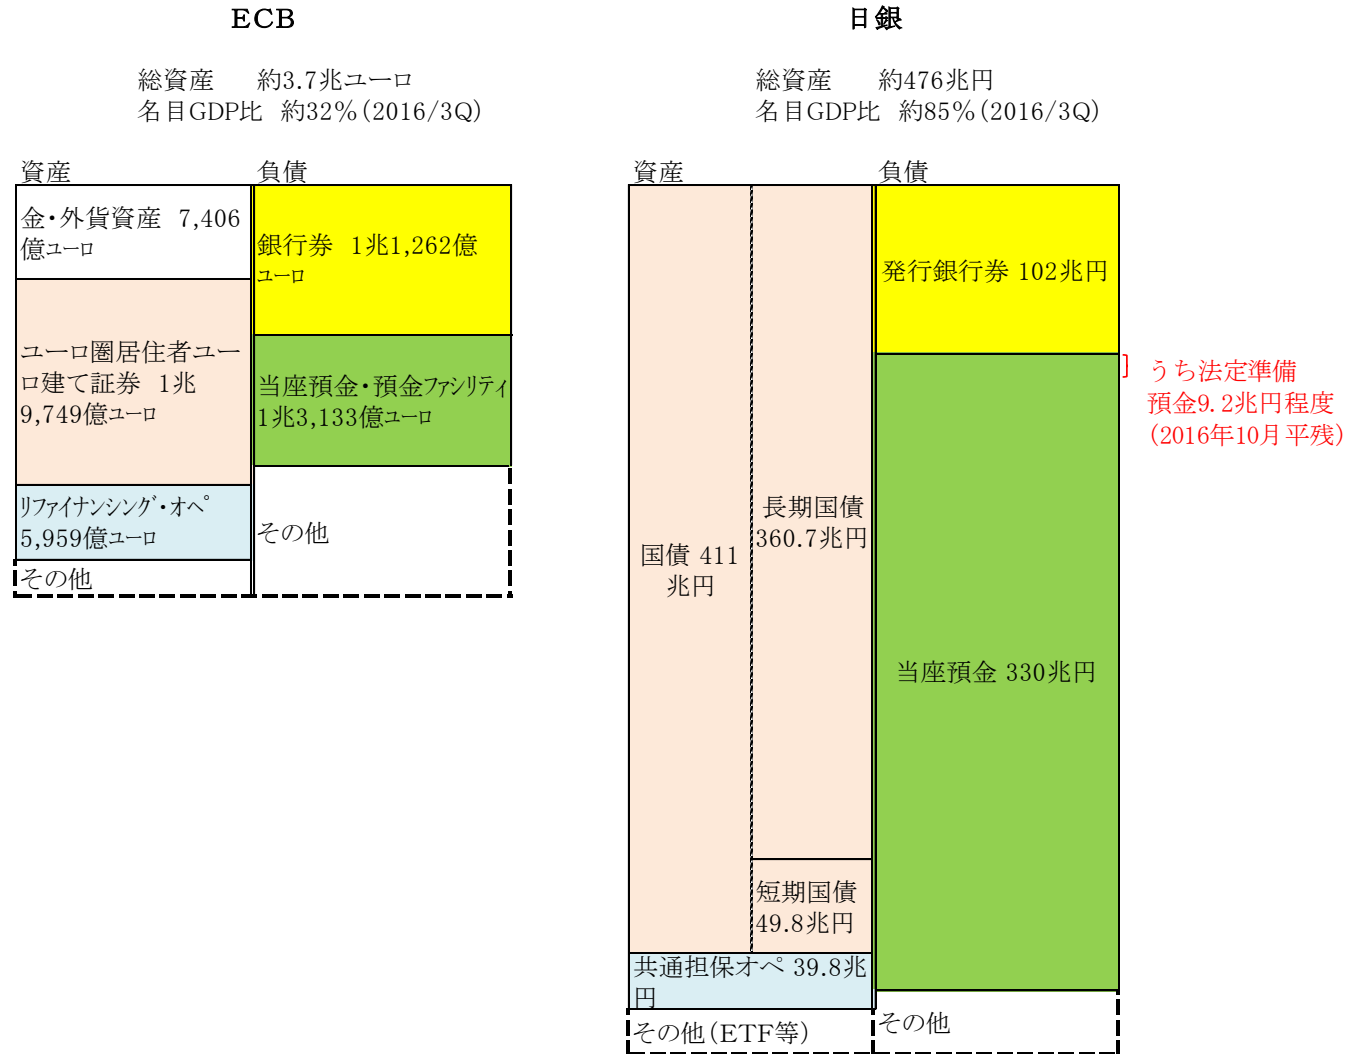 ECB
総資産　約3.7兆ユーロ
名目GDP比　約32%(2016/3Q)
資産
負債
金・外貨資産　7,406
億ユーロ
銀行券　1兆1,262億
ユーロ
ユーロ圏居住者ユー
ロ建て証券　1兆
9,749億ユーロ
当座預金・預金ファシリティ
1兆3,133億ユーロ
リファイナンシング・オペ
5,959億ユーロ
その他
その他
日銀
総資産　約476兆円
名目GDP比　約85%(2016/3Q)
資産
負債
国債 411
兆円
長期国債
360.7兆円
短期国債
49.8兆円
共通担保オペ 39.8兆
円
その他(ETF等)
発行銀行券 102兆円
当座預金 330兆円
その他
うち法定準備
預金9.2兆円程度
(2016年10月平残)